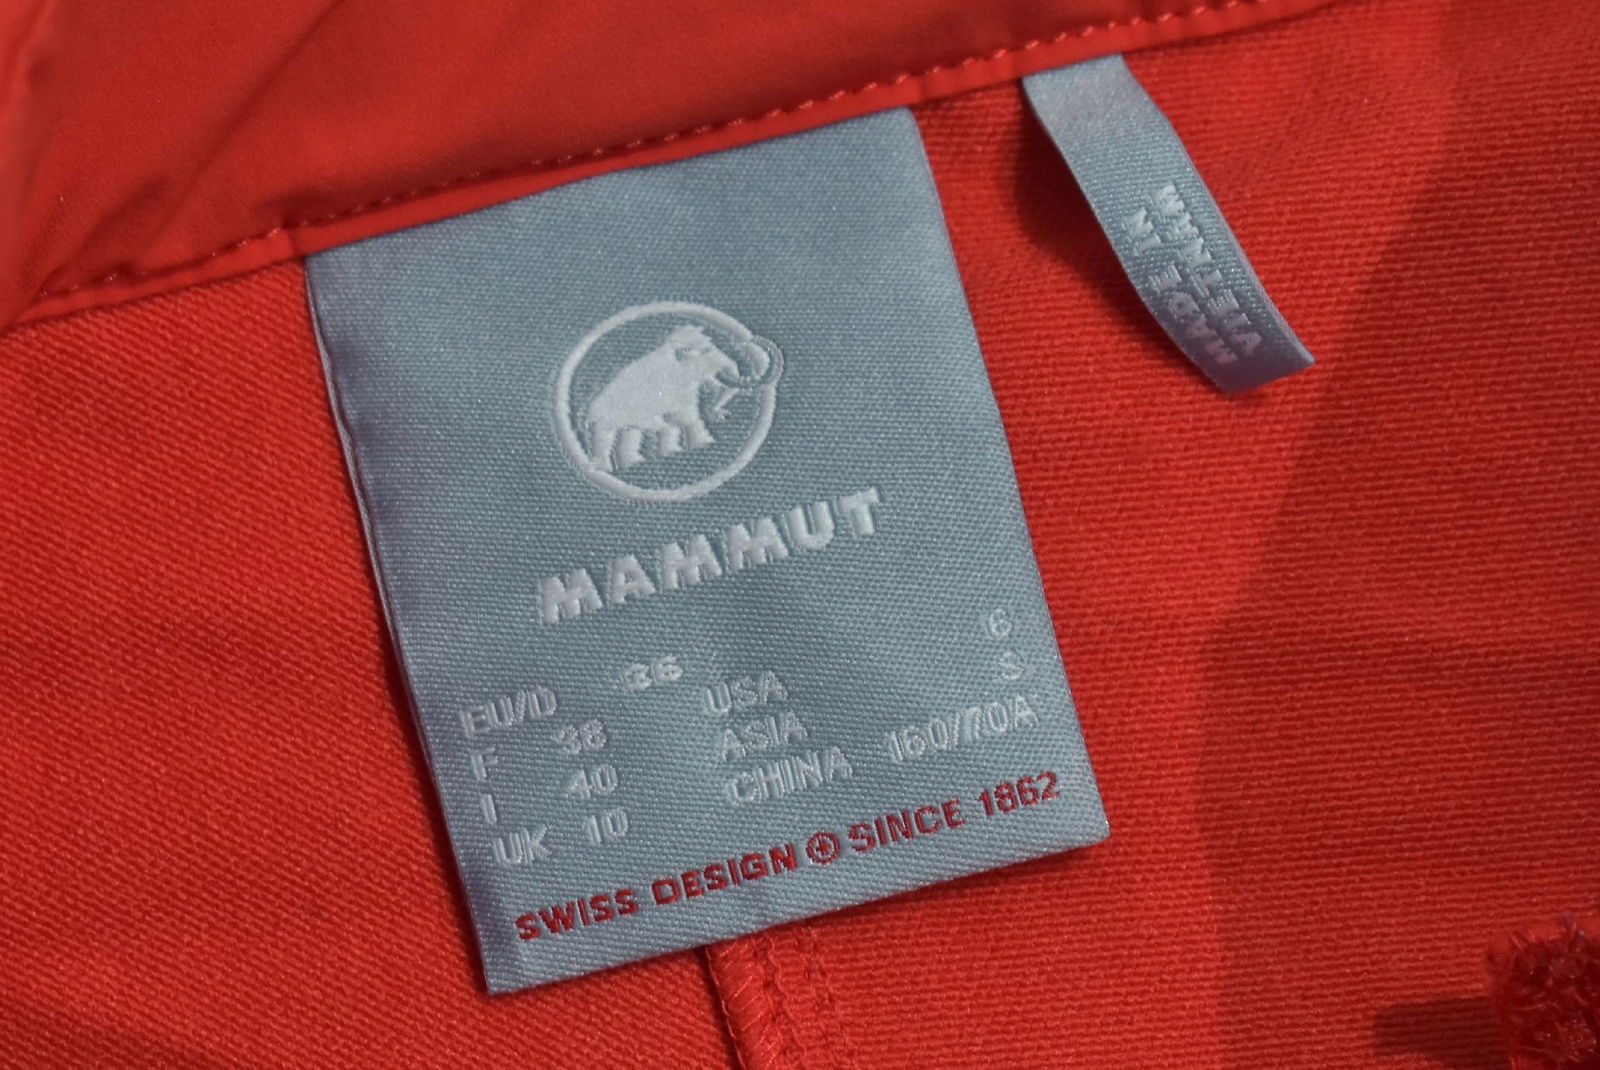 MAMMUT
EU/D 36 USA 6
F 38 ASIA S
I 40 CHINA 160/70A
UK 10
SWISS DESIGN SINCE 1862
MADE IN
VIETNAM